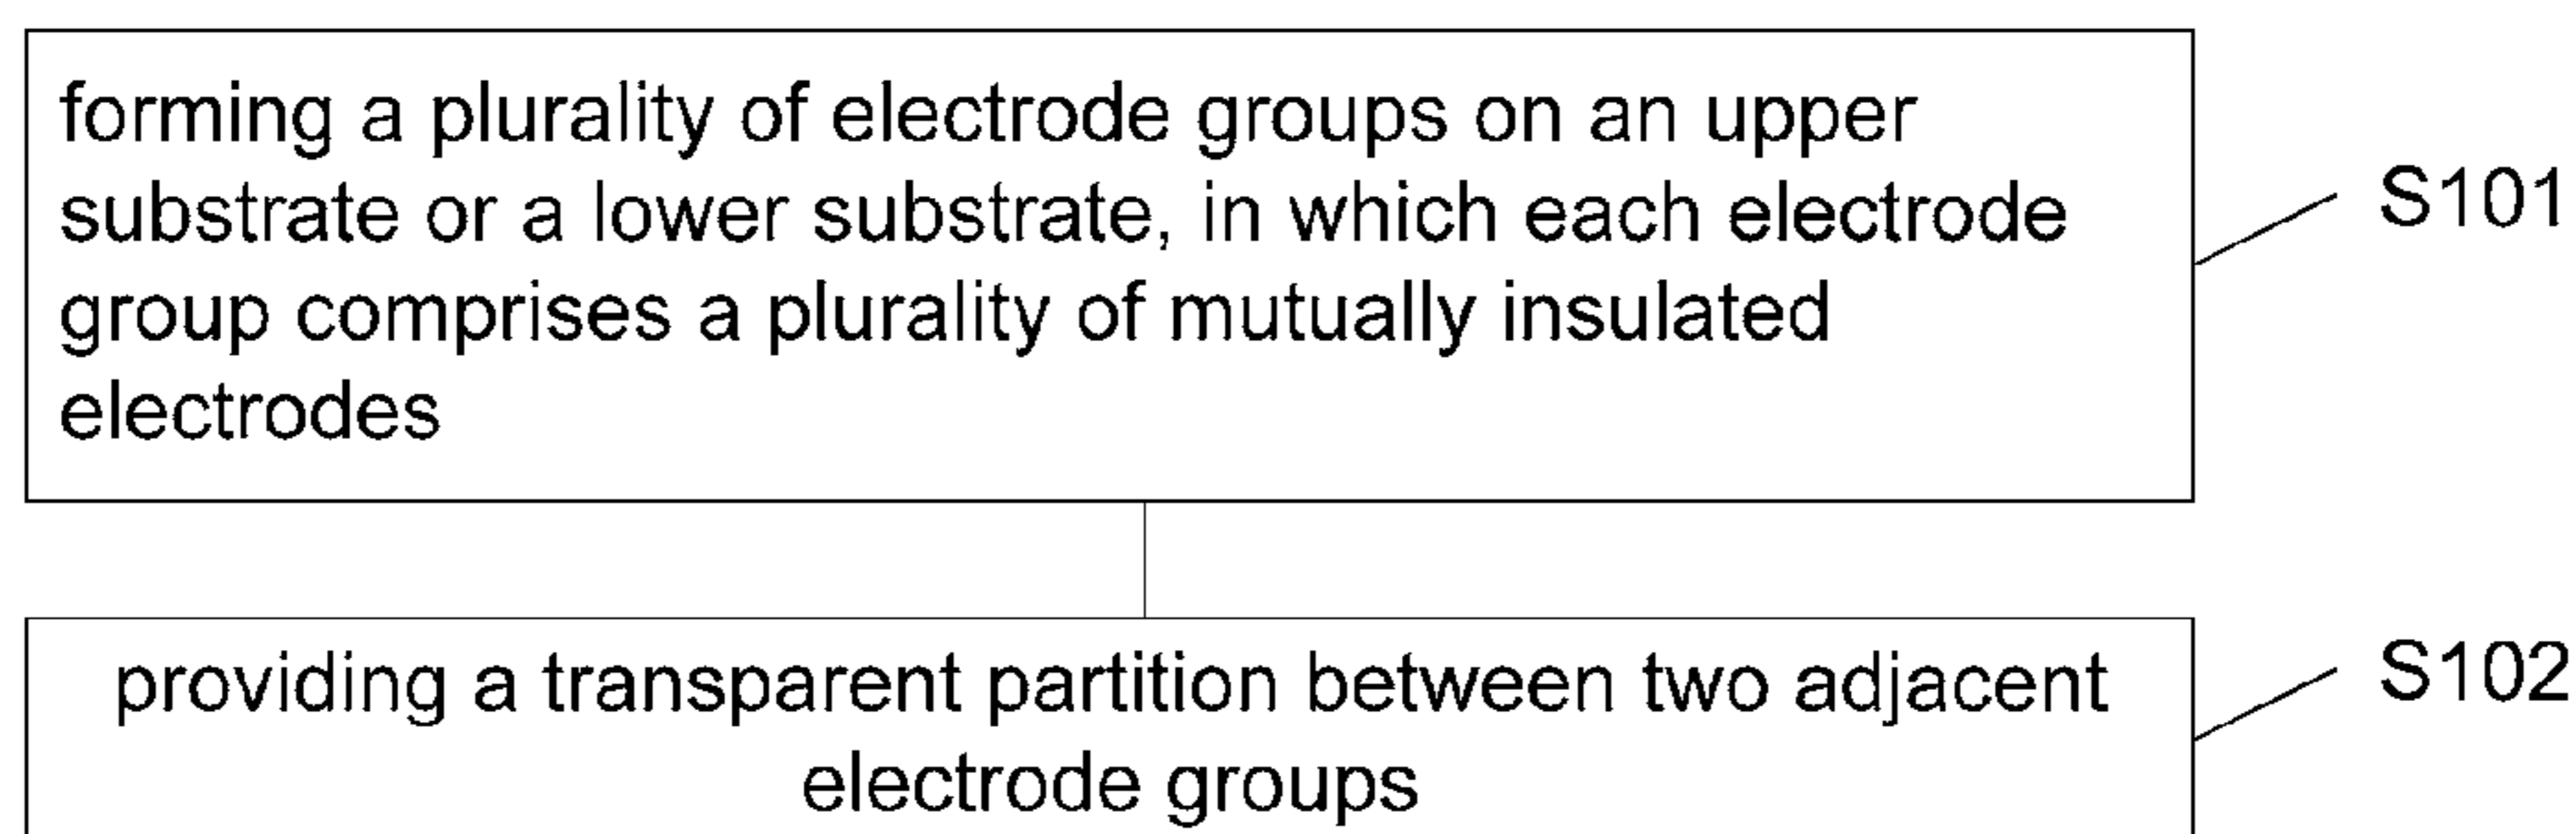 forming a plurality of electrode groups on an upper
substrate or a lower substrate, in which each electrode
group comprises a plurality of mutually insulated
electrodes
S101
providing a transparent partition between two adjacent
electrode groups
S102